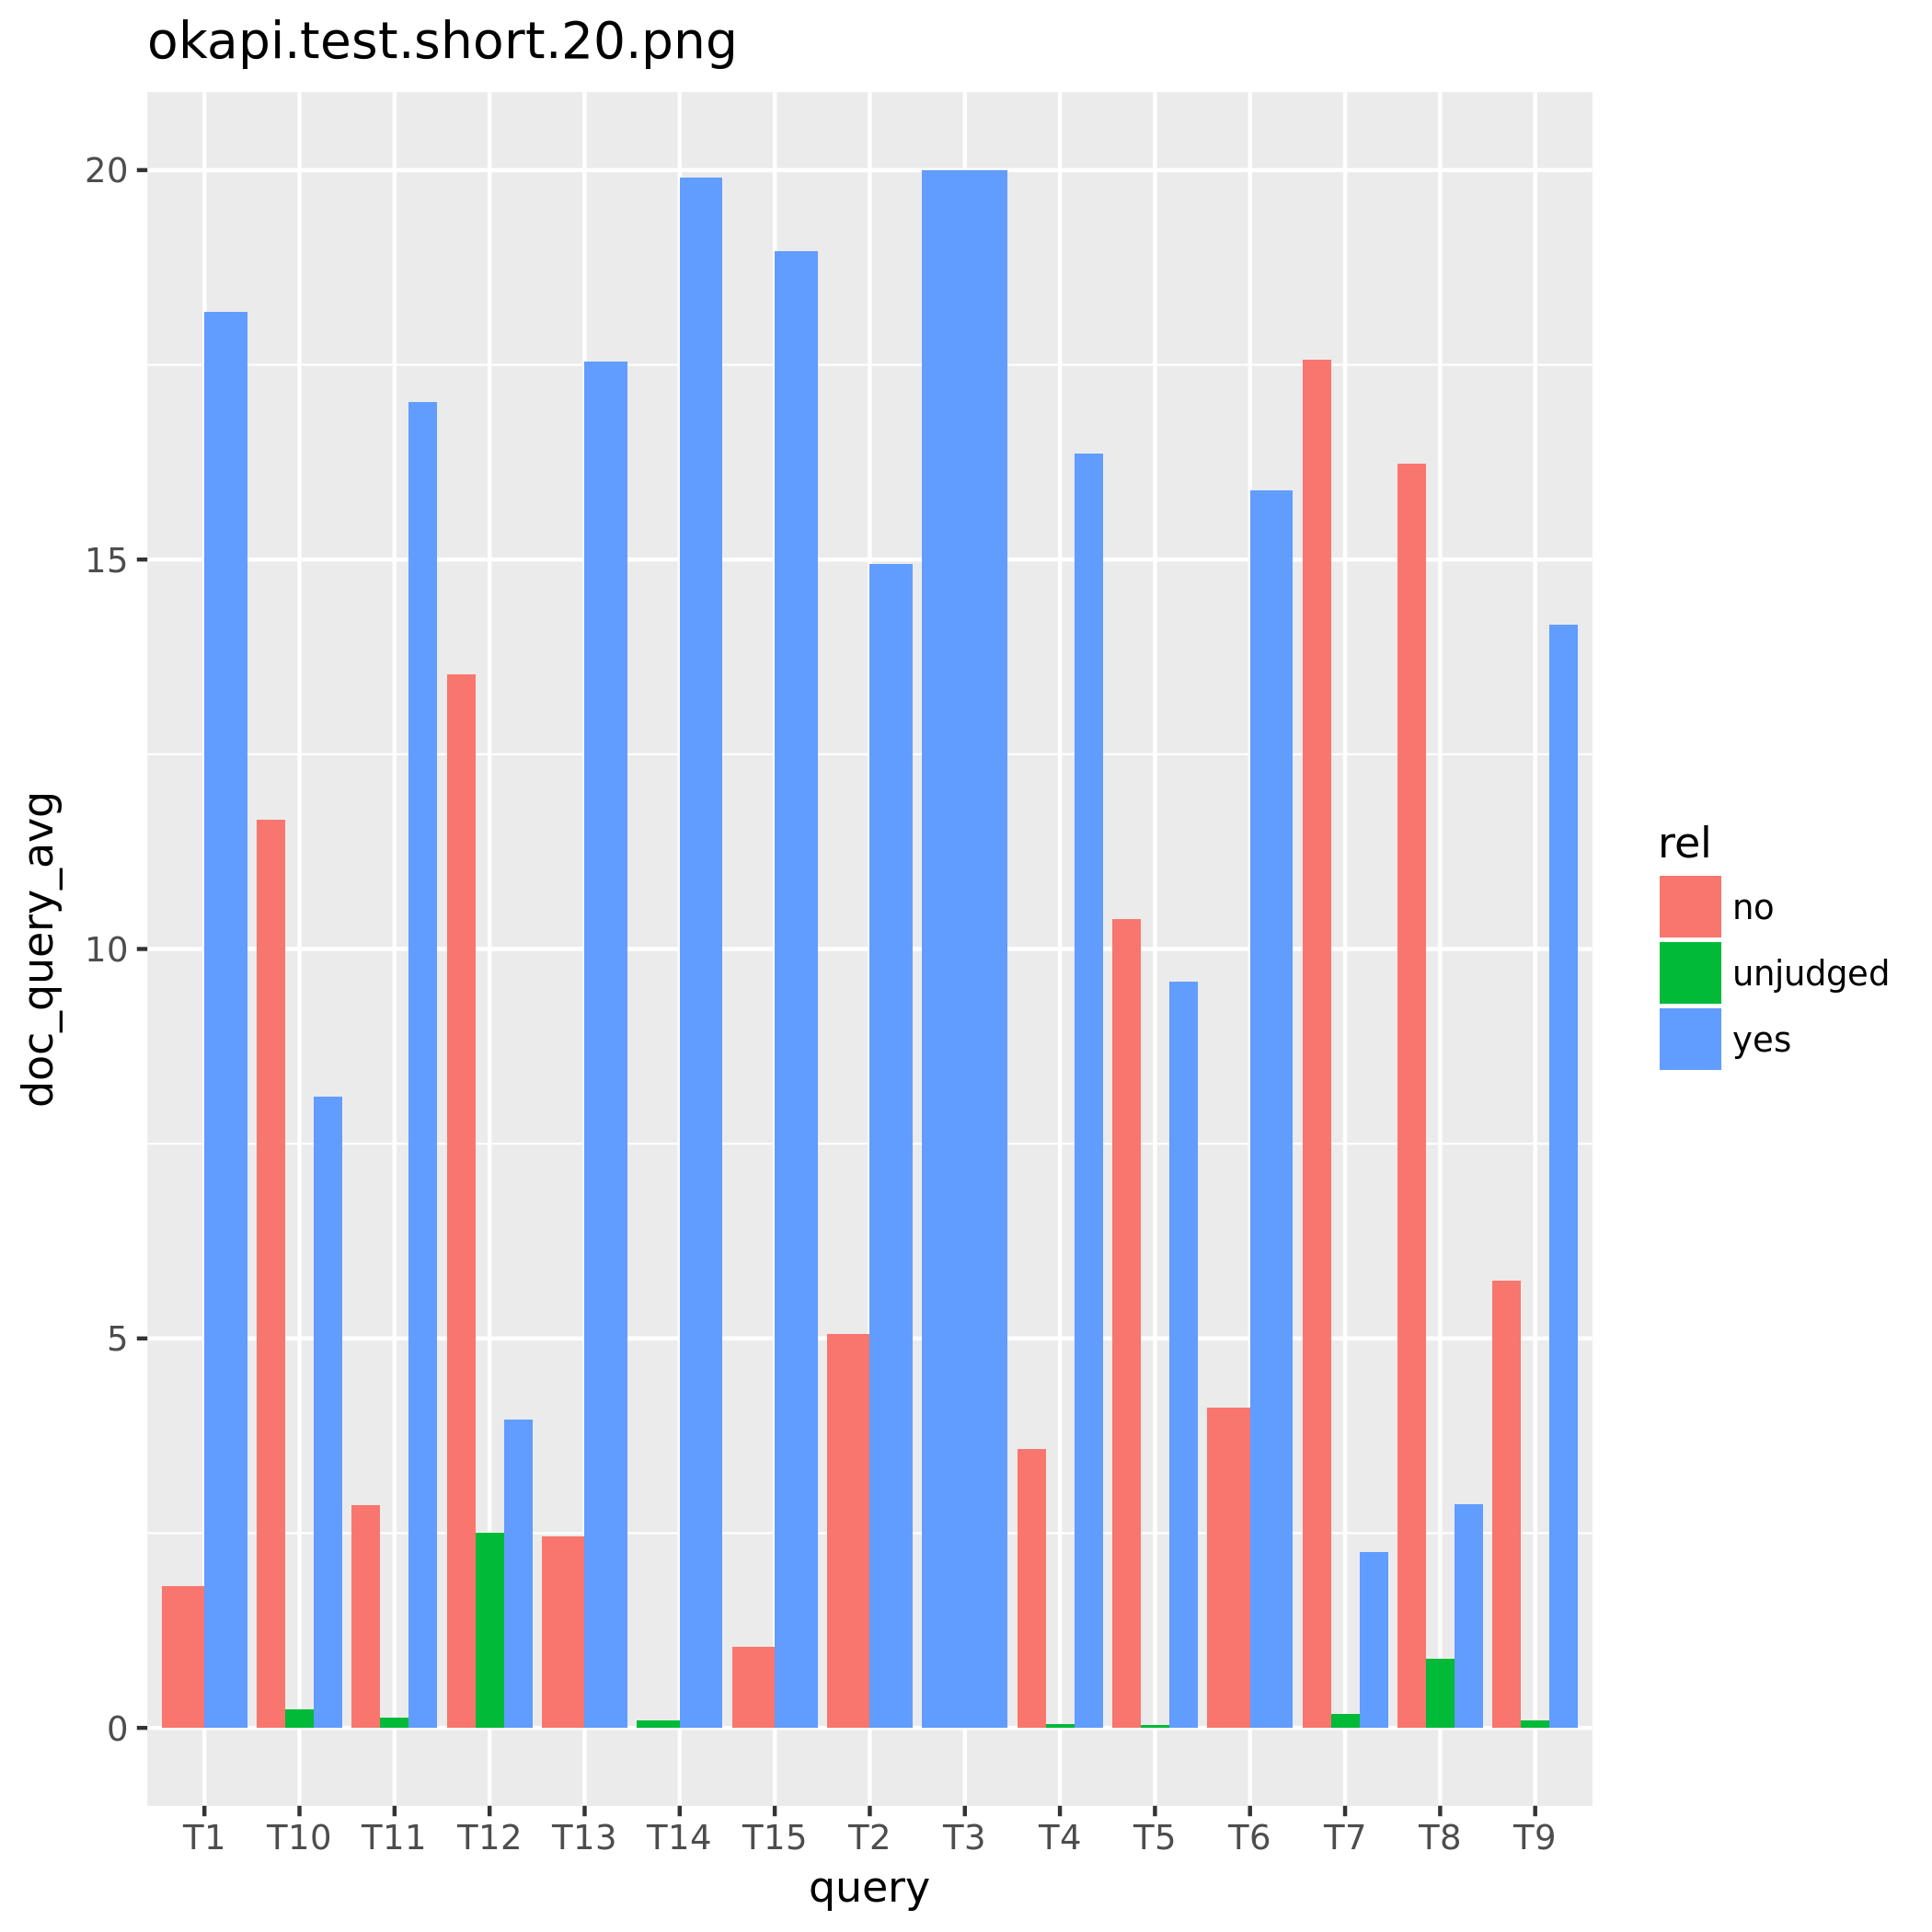 okapi.test.short.20.png
20
15
10
5
0
doc_query_avg
T1 T10 T11 T12 T13 T14 T15 T2 T3 T4 T5 T6 T7 T8 T9
query
rel
no
unjudged
yes